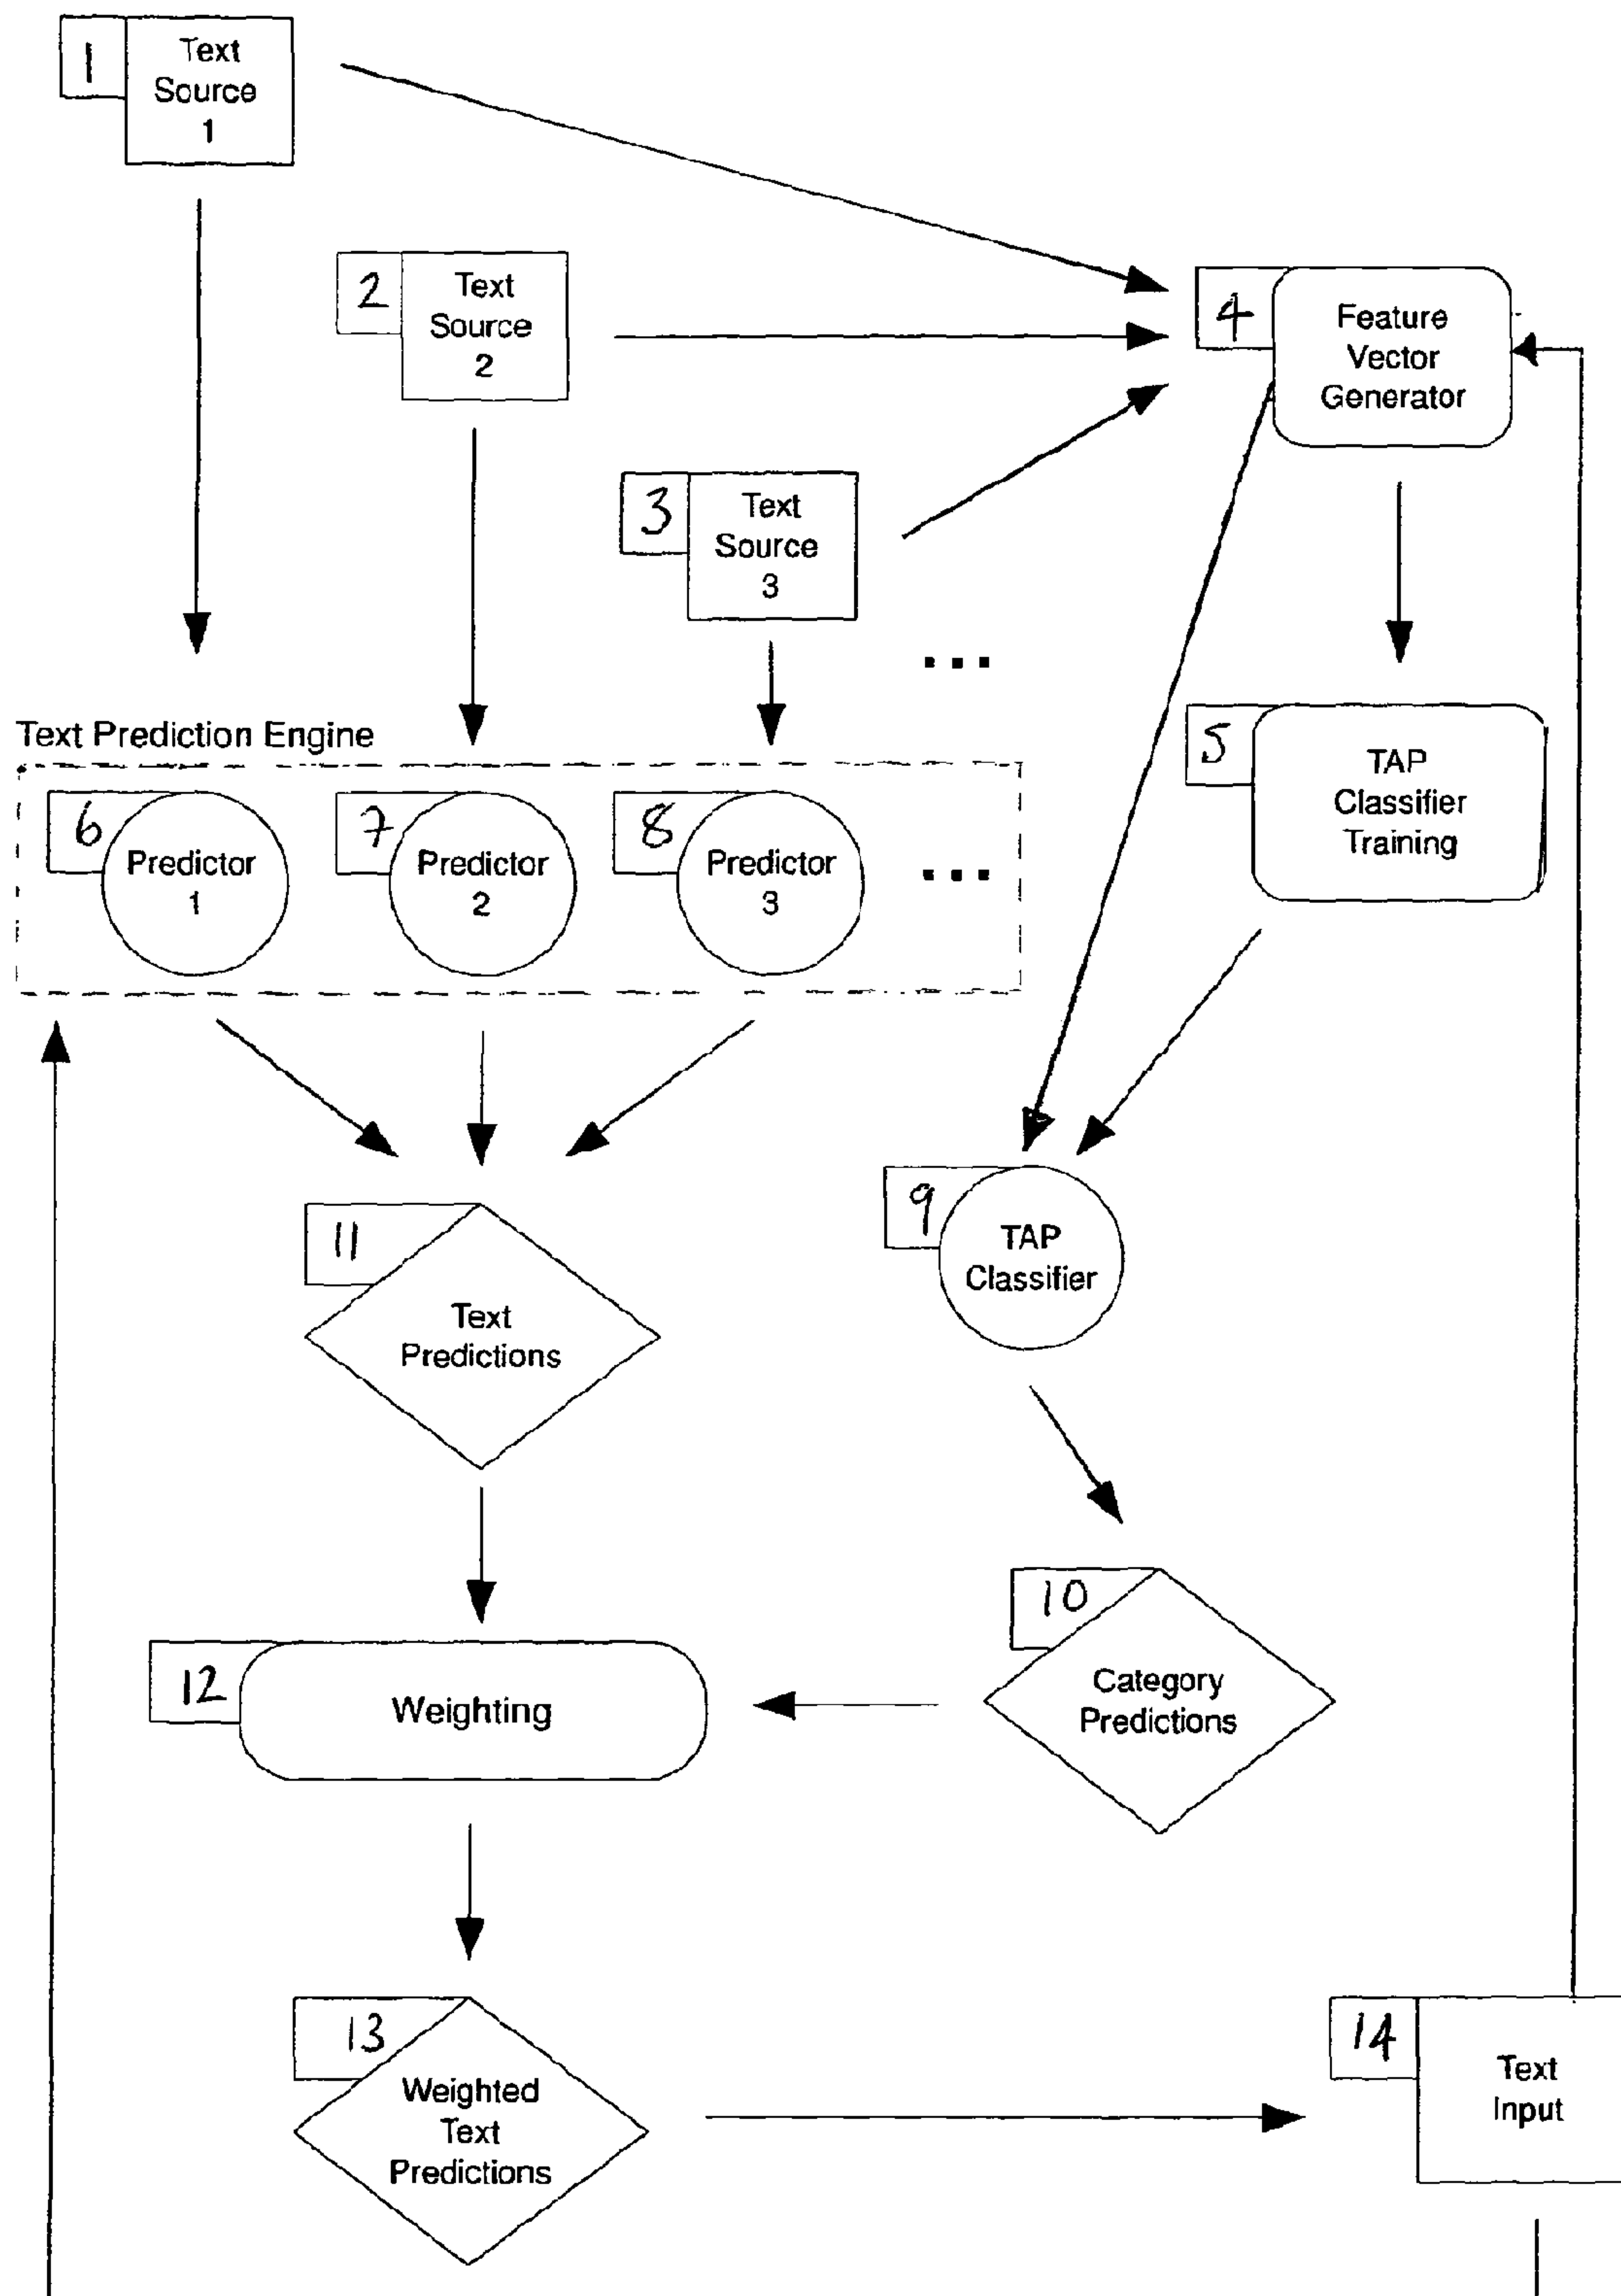 1
Text
Source
1
2
Text
Source
2
4
Feature
Vector
Generator
3
Text
Source
3
...
Text Prediction Engine
5
TAP
Classifier
Training
6
Predictor
1
7
Predictor
2
8
Predictor
3
...
9
TAP
Classifier
11
Text
Predictions
10
Category
Predictions
12
Weighting
13
Weighted
Text
Predictions
14
Text
Input